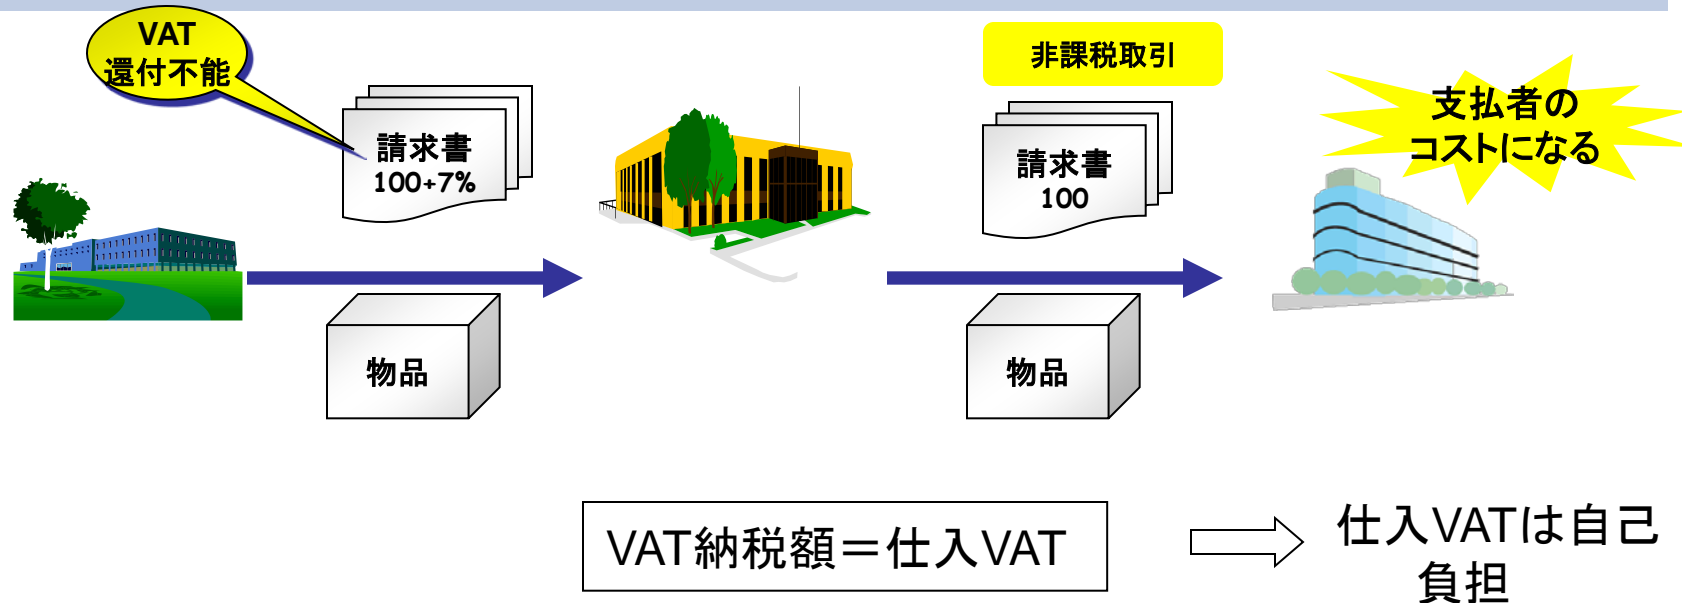 VAT
還付不能
請求書
100+7%
物品
非課税取引
請求書
100
物品
支払者の
コストになる
VAT納税額＝仕入VAT
仕入VATは自己
負担